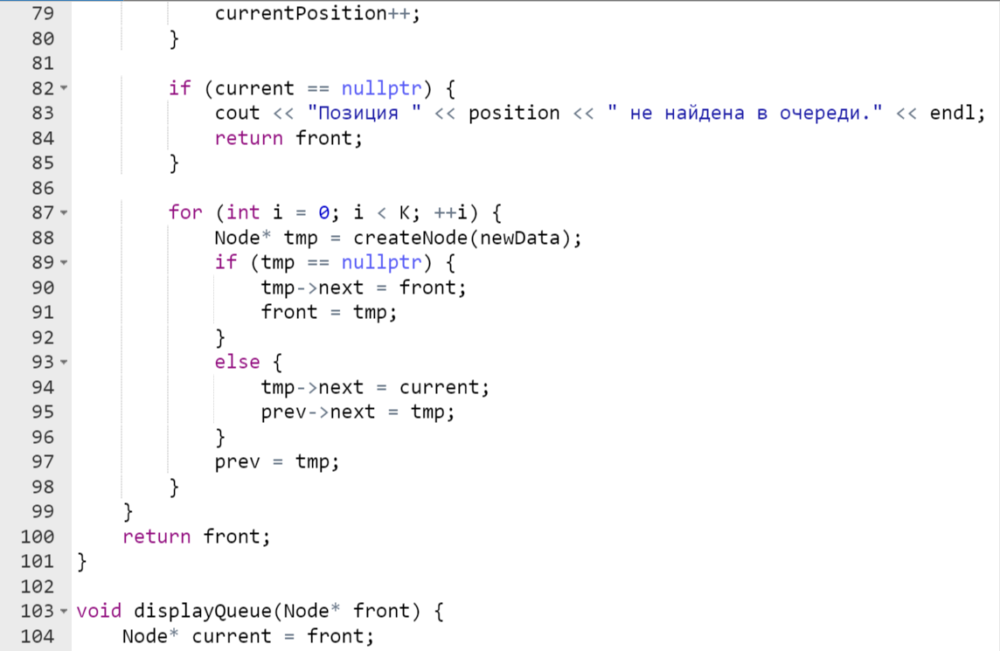 79             currentPosition++;
80         }
81
82         if (current == nullptr) {
83             cout << "Позиция " << position << " не найдена в очереди." << endl;
84             return front;
85         }
86
87         for (int i = 0; i < K; ++i) {
88             Node* tmp = createNode(newData);
89             if (tmp == nullptr) {
90                 tmp->next = front;
91                 front = tmp;
92             }
93             else {
94                 tmp->next = current;
95                 prev->next = tmp;
96             }
97             prev = tmp;
98         }
99     }
100     return front;
101 }
102
103 void displayQueue(Node* front) {
104     Node* current = front;